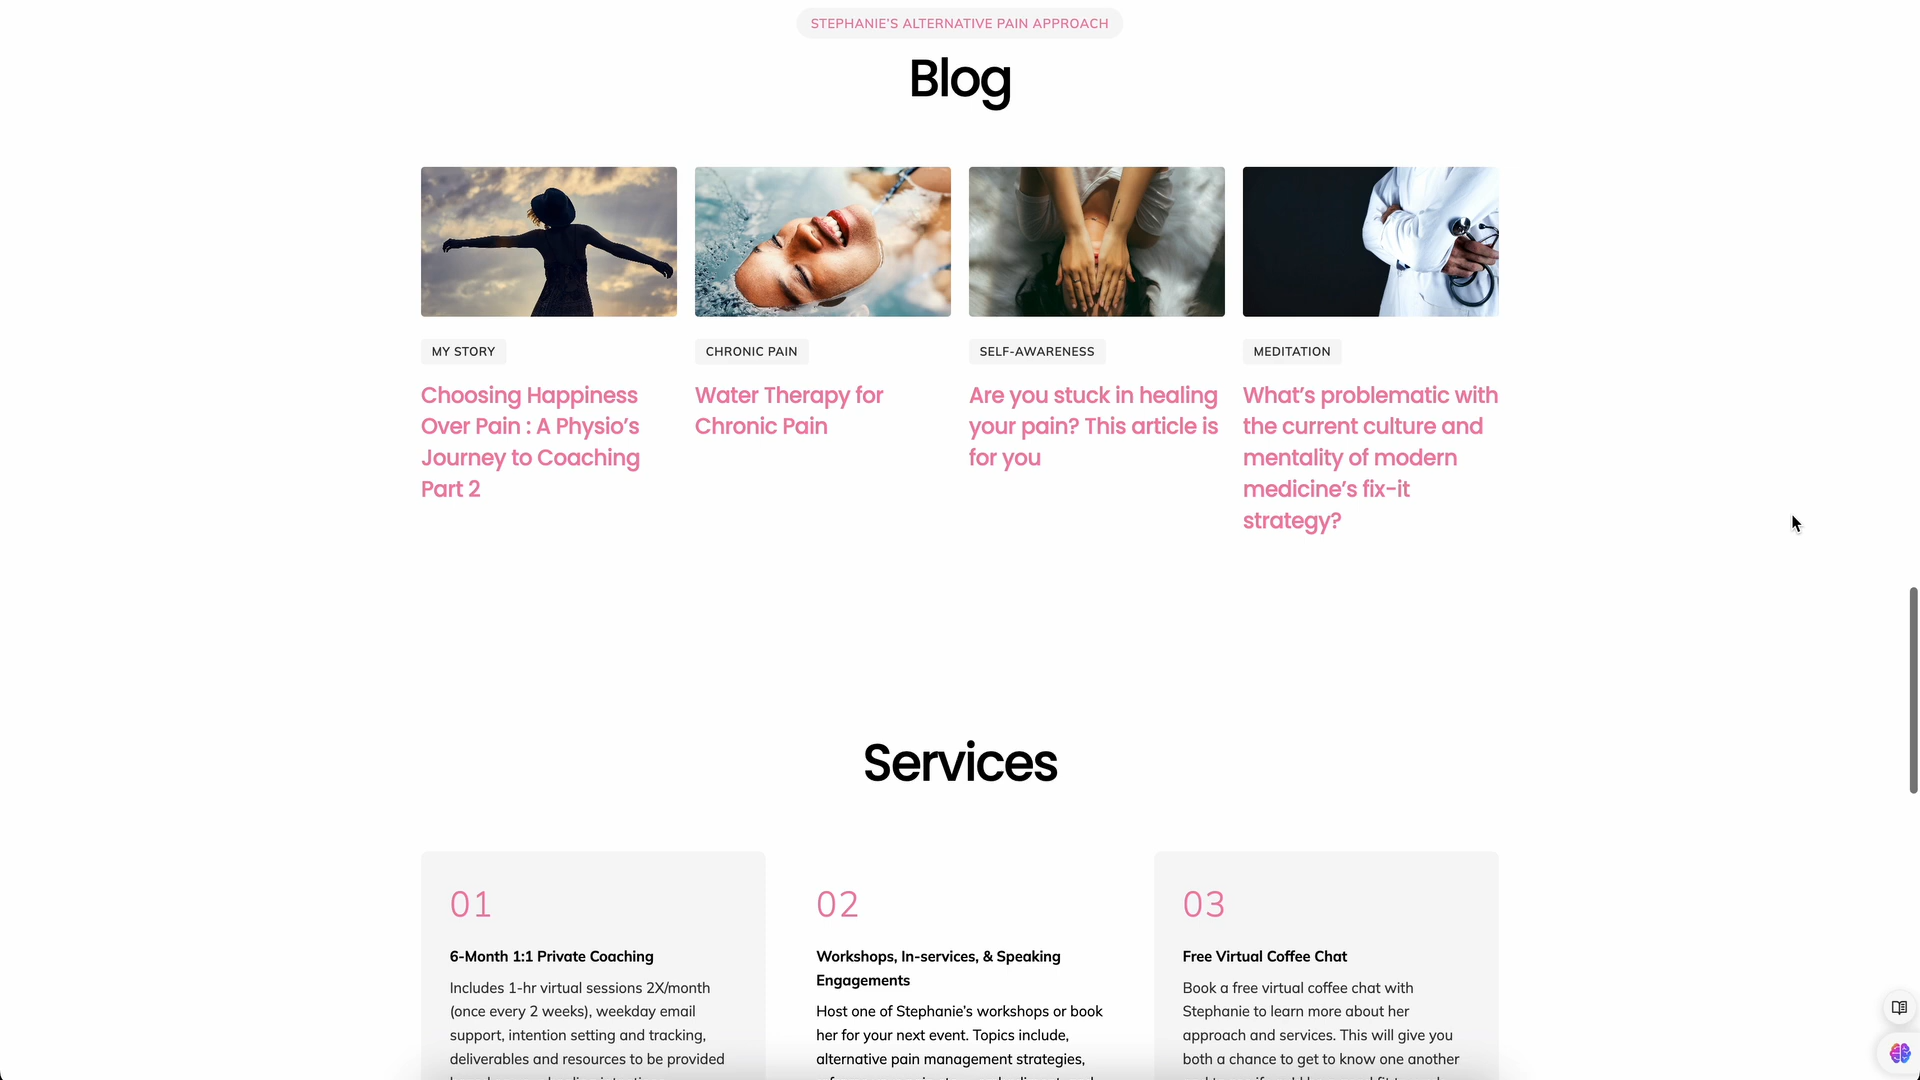 STEPHANIE'S ALTERNATIVE PAIN APPROACH
Blog
MY STORY
Choosing Happiness
Over Pain : A Physio's
Journey to Coaching
Part 2
CHRONIC PAIN
Water Therapy for
Chronic Pain
SELF-AWARENESS
Are you stuck in healing
your pain? This article is
for you
MEDITATION
What's problematic with
the current culture and
mentality of modern
medicine's fix-it
strategy?
Services
01
6-Month 1:1 Private Coaching
Includes 1-hr virtual sessions 2X/month
(once every 2 weeks), weekday email
support, intention setting and tracking,
deliverables and resources to be provided
02
Workshops, In-services, & Speaking
Engagements
Host one of Stephanie's workshops or book
her for your next event. Topics include,
alternative pain management strategies,
03
Free Virtual Coffee Chat
Book a free virtual coffee chat with
Stephanie to learn more about her
approach and services. This will give you
both a chance to get to know one another